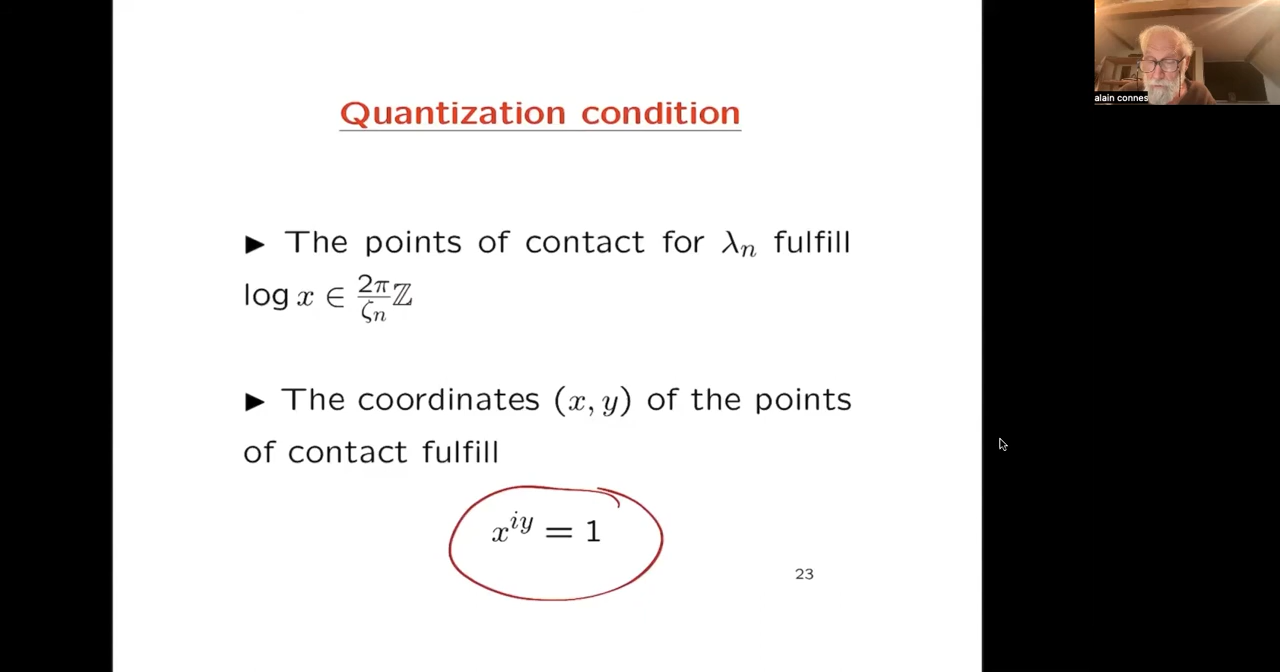 alain connes
Quantization condition
▶ The points of contact for λₙ fulfill
log x ∈ 2π/ζₙ ℤ
▶ The coordinates (x, y) of the points
of contact fulfill
x^{iy} = 1
23